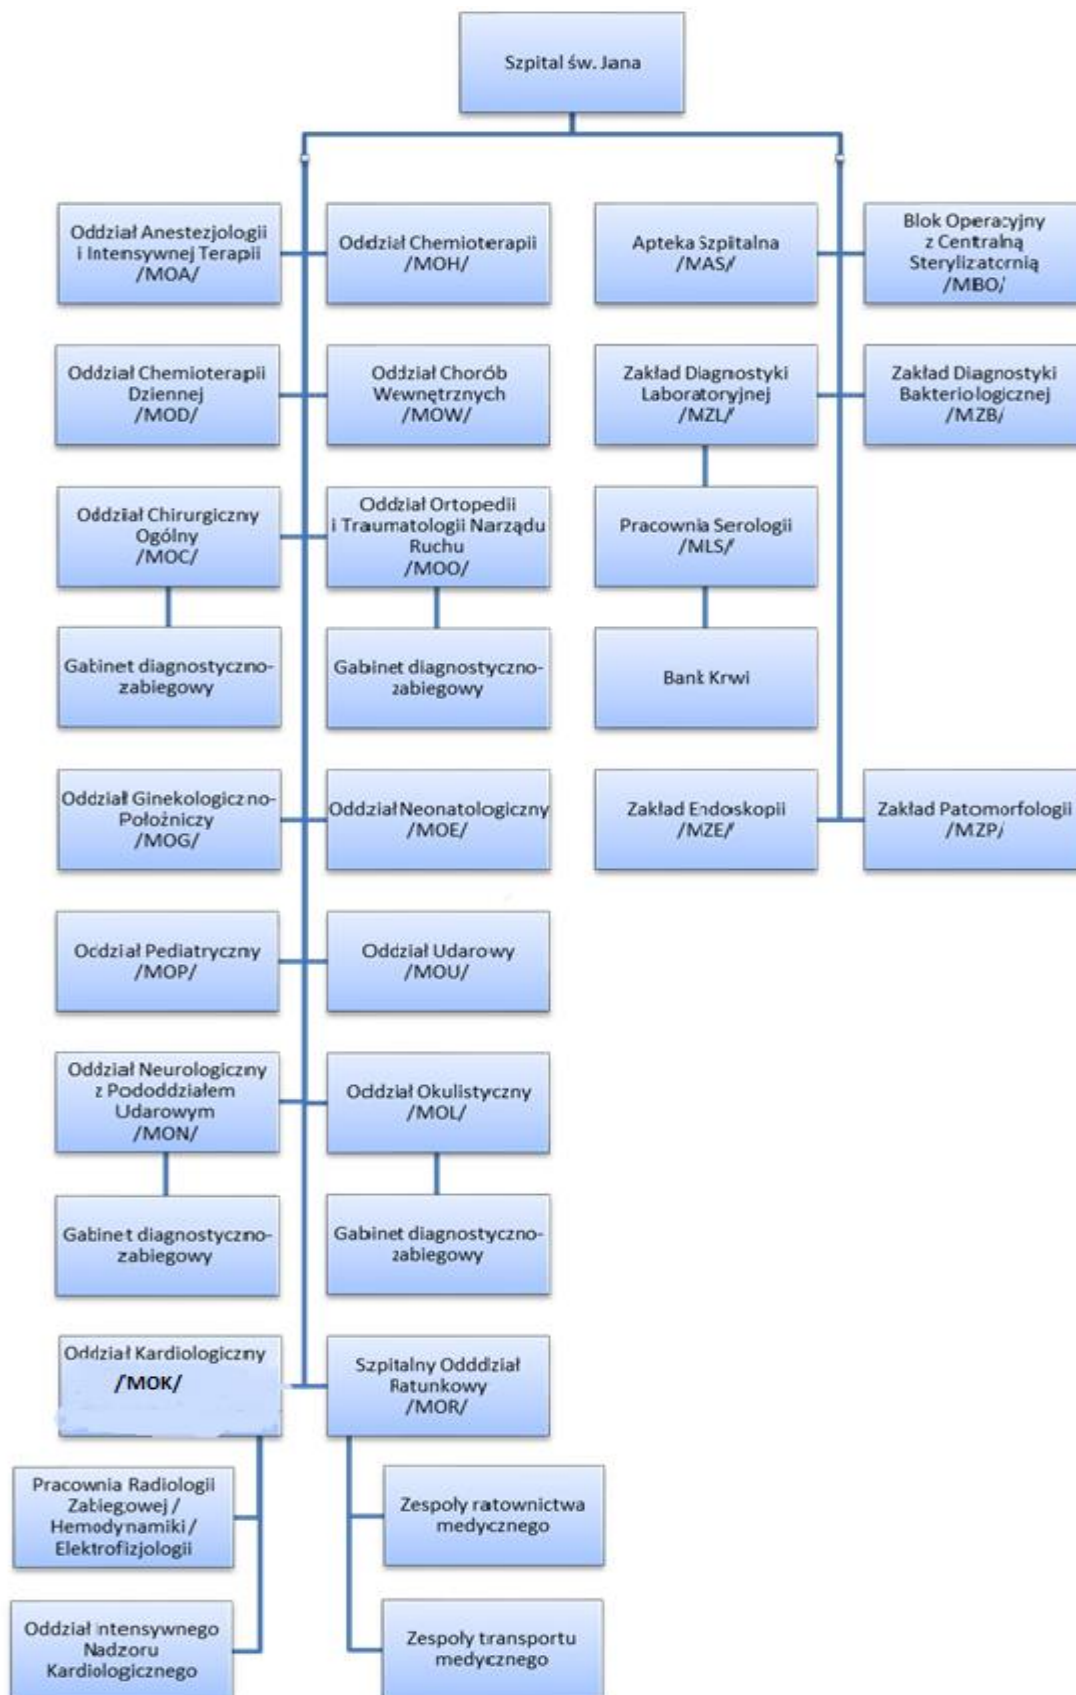 Szpital św. Jana
Oddział Anestezjologii
i Intensywnej Terapii
/MOA/
Oddział Chemioterapii
/MOH/
Apteka Szpitalna
/MAS/
Blok Operacyjny
z Centralną
Sterylizatornią
/MBO/
Oddział Chemioterapii
Dziennej
/MOD/
Oddział Chorób
Wewnętrznych
/MOW/
Zakład Diagnostyki
Laboratoryjnej
/MZL/
Zakład Diagnostyki
Bakteriologicznej
/MZB/
Oddział Chirurgiczny
Ogólny
/MOC/
Oddział Ortopedii
i Traumatologii Narządu
Ruchu
/MOO/
Pracownia Serologii
/MLS/
Gabinet diagnostyczno-
zabiegowy
Gabinet diagnostyczno-
zabiegowy
Bank Krwi
Oddział Ginekologiczno-
Położniczy
/MOG/
Oddział Neonatologiczny
/MOE/
Zakład Endoskopii
/MZE/
Zakład Patomorfologii
/MZP/
Oddział Pediatryczny
/MOP/
Oddział Udarowy
/MOU/
Oddział Neurologiczny
z Pododdziałem
Udarowym
/MON/
Oddział Okulistyczny
/MOL/
Gabinet diagnostyczno-
zabiegowy
Gabinet diagnostyczno-
zabiegowy
Oddział Kardiologiczny
/MOK/
Szpitalny Odddział
Ratunkowy
/MOR/
Pracownia Radiologii
Zabiegowej /
Hemodynamiki /
Elektrofizjologii
Zespoły ratownictwa
medycznego
Oddział Intensywnego
Nadzoru
Kardiologicznego
Zespoły transportu
medycznego